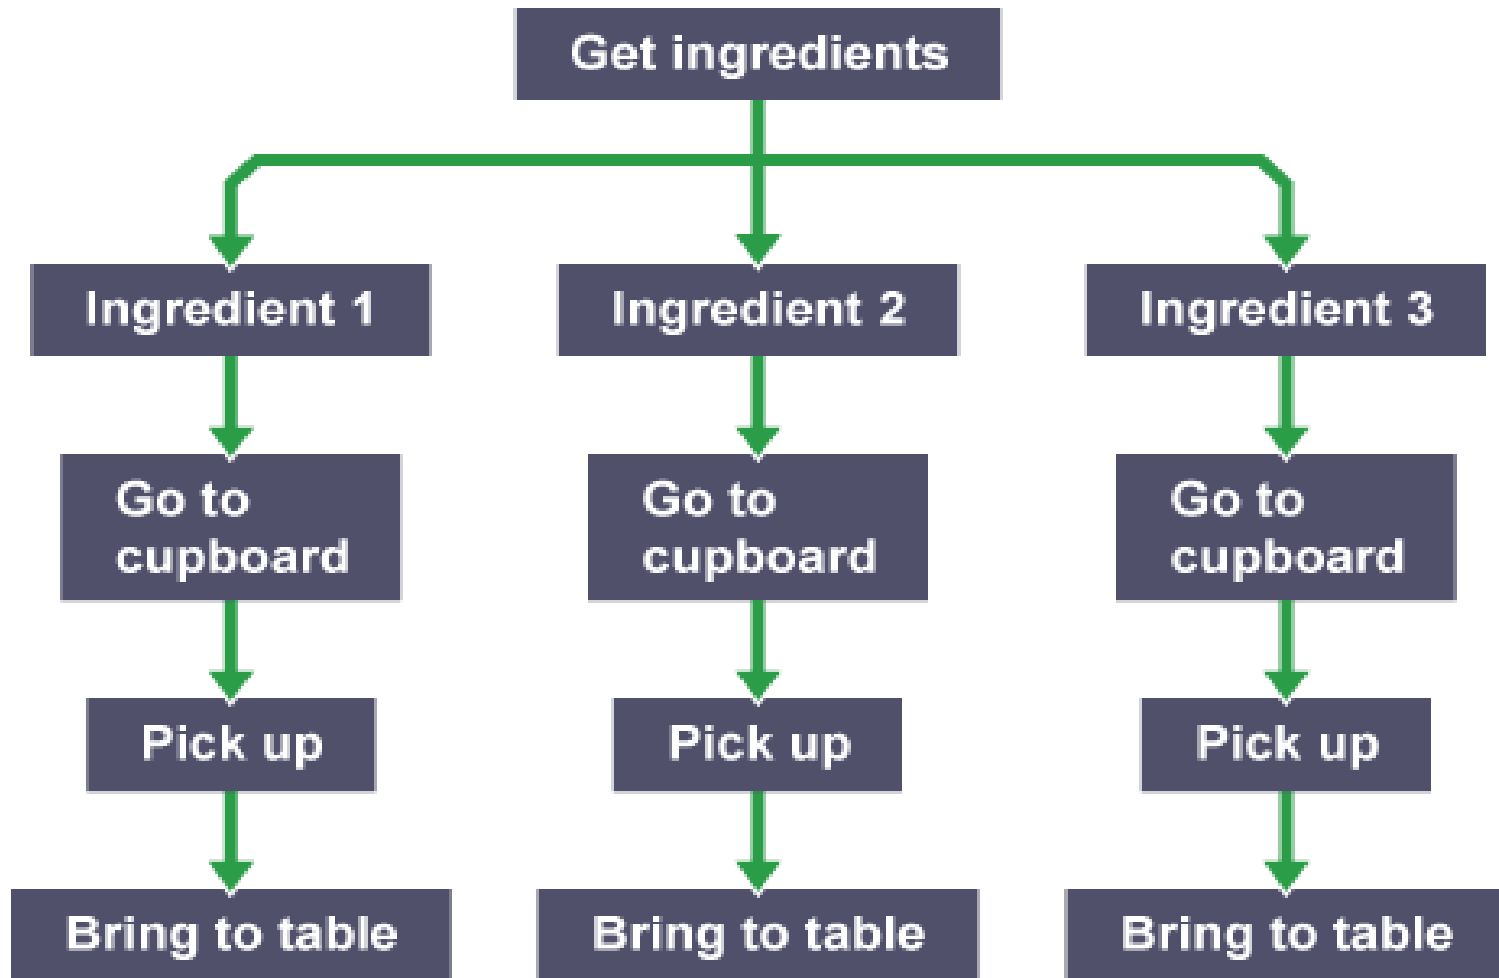 Get ingredients
Ingredient 1
Ingredient 2
Ingredient 3
Go to
cupboard
Go to
cupboard
Go to
cupboard
Pick up
Pick up
Pick up
Bring to table
Bring to table
Bring to table